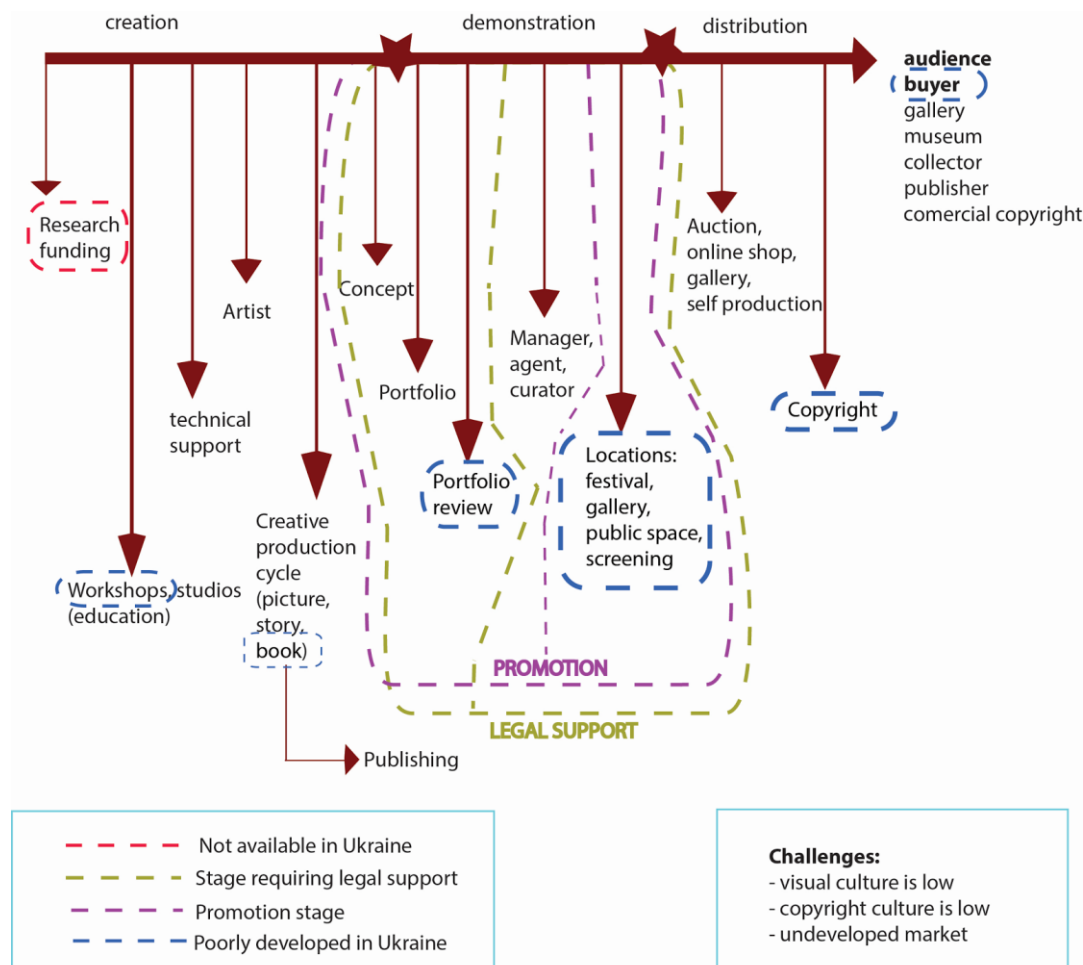 creation
demonstration
distribution
audience
buyer
gallery
museum
collector
publisher
comercial copyright
Research
funding
Artist
technical
support
Workshops, studios
(education)
Creative
production
cycle
(picture,
story,
book)
Publishing
Concept
Portfolio
Portfolio
review
Manager,
agent,
curator
Locations:
festival,
gallery,
public space,
screening
Auction,
online shop,
gallery,
self production
Copyright
PROMOTION
LEGAL SUPPORT
Not available in Ukraine
Stage requiring legal support
Promotion stage
Poorly developed in Ukraine
Challenges:
- visual culture is low
- copyright culture is low
- undeveloped market